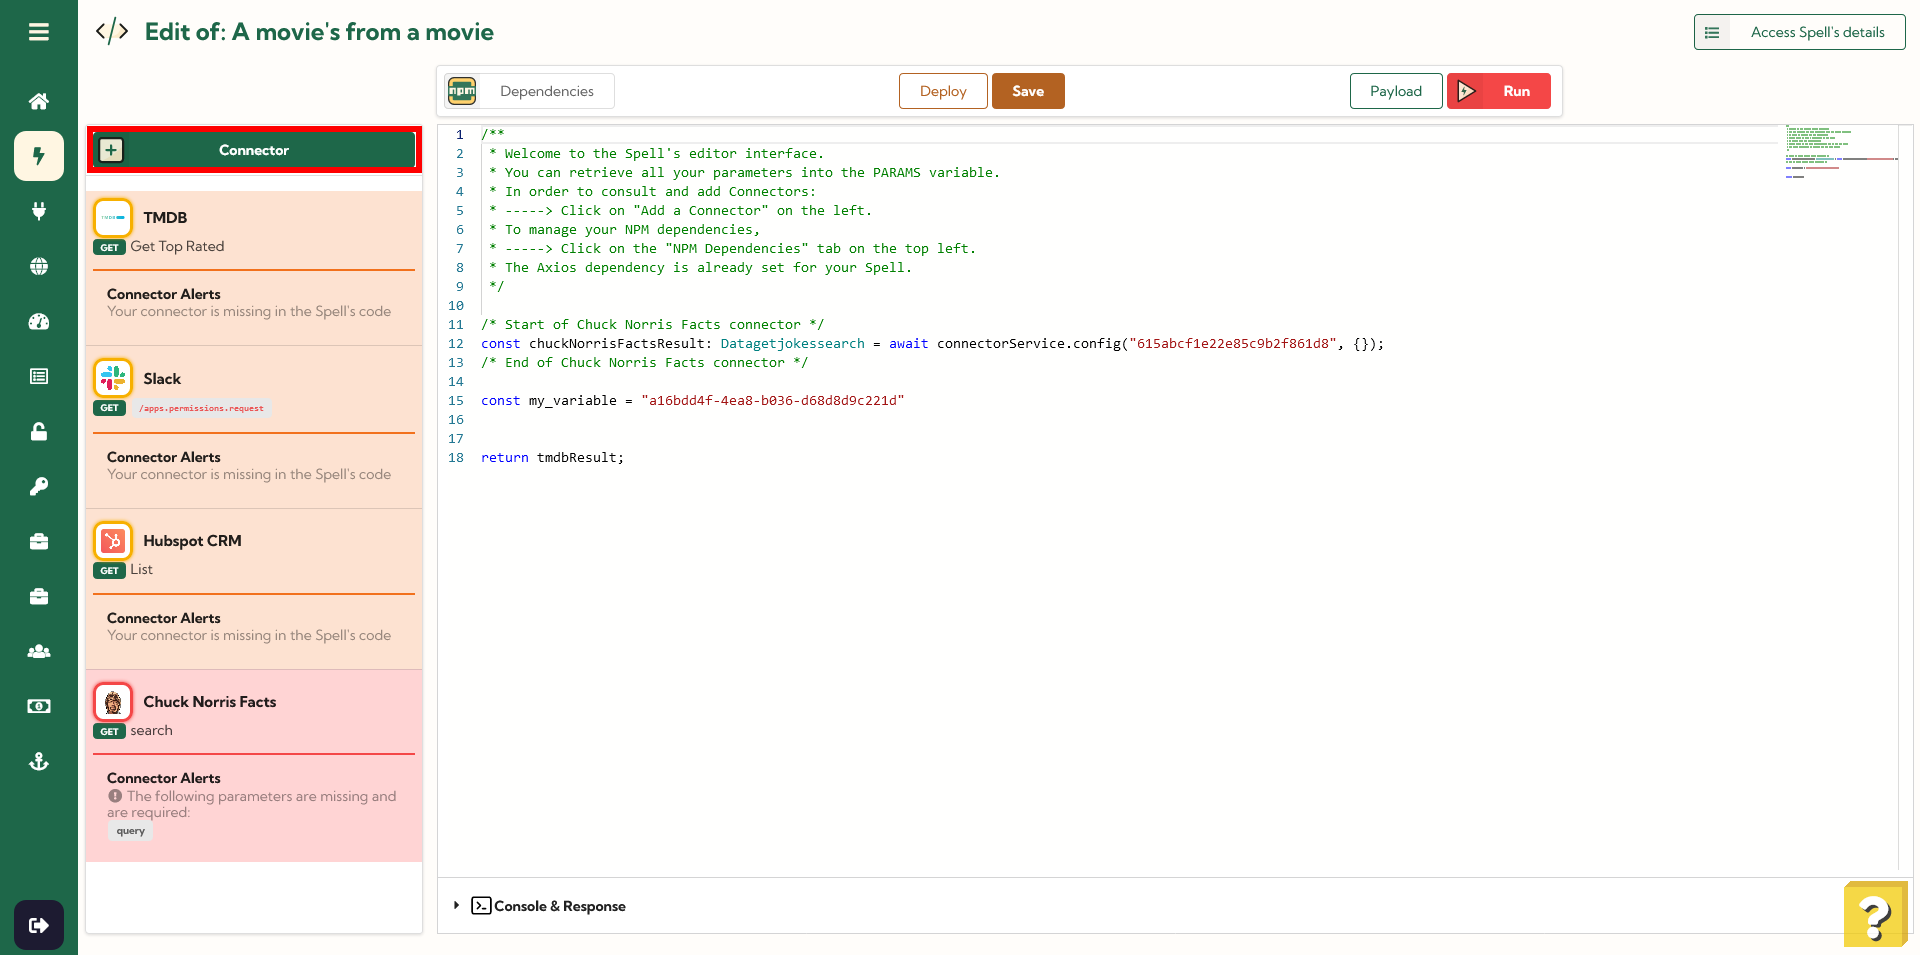 </> Edit of: A movie's from a movie
Access Spell's details
npm Dependencies
Deploy
Save
Payload
Run
+ Connector
TMDB
GET Get Top Rated
Connector Alerts
Your connector is missing in the Spell's code
Slack
GET /apps.permissions.request
Connector Alerts
Your connector is missing in the Spell's code
Hubspot CRM
GET List
Connector Alerts
Your connector is missing in the Spell's code
Chuck Norris Facts
GET search
Connector Alerts
The following parameters are missing and
are required:
query
1 /**
2 * Welcome to the Spell's editor interface.
3 * You can retrieve all your parameters into the PARAMS variable.
4 * In order to consult and add Connectors:
5 * -----> Click on "Add a Connector" on the left.
6 * To manage your NPM dependencies,
7 * -----> Click on the "NPM Dependencies" tab on the top left.
8 * The Axios dependency is already set for your Spell.
9 */
10
11 /* Start of Chuck Norris Facts connector */
12 const chuckNorrisFactsResult: Datagetjokessearch = await connectorService.config("615abcf1e22e85c9b2f861d8", {});
13 /* End of Chuck Norris Facts connector */
14
15 const my_variable = "a16bdd4f-4ea8-b036-d68d8d9c221d"
16
17
18 return tmdbResult;
Console & Response
?